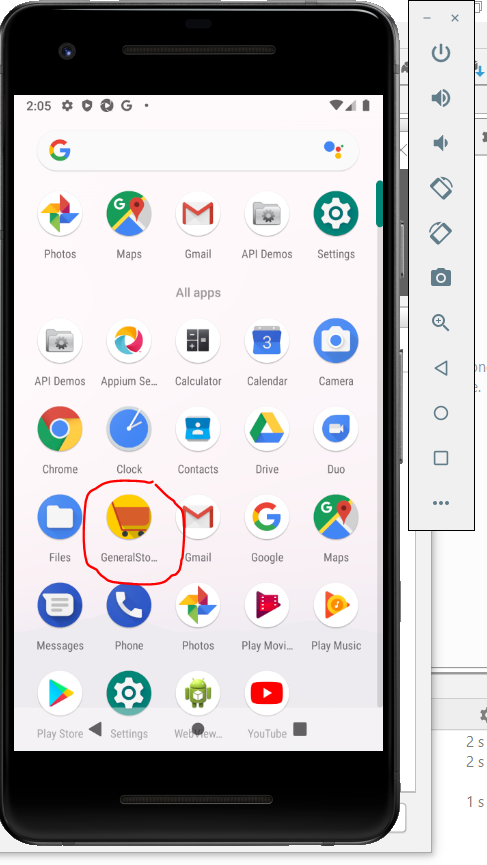 2:05
Photos Maps Gmail API Demos Settings
All apps
API Demos Appium Se... Calculator Calendar Camera
3
Chrome Clock Contacts Drive Duo
Files GeneralSto... Gmail Google Maps
Messages Phone Photos Play Movi... Play Music
Play Store Settings WebView... YouTube
2 s
2 s
1 s